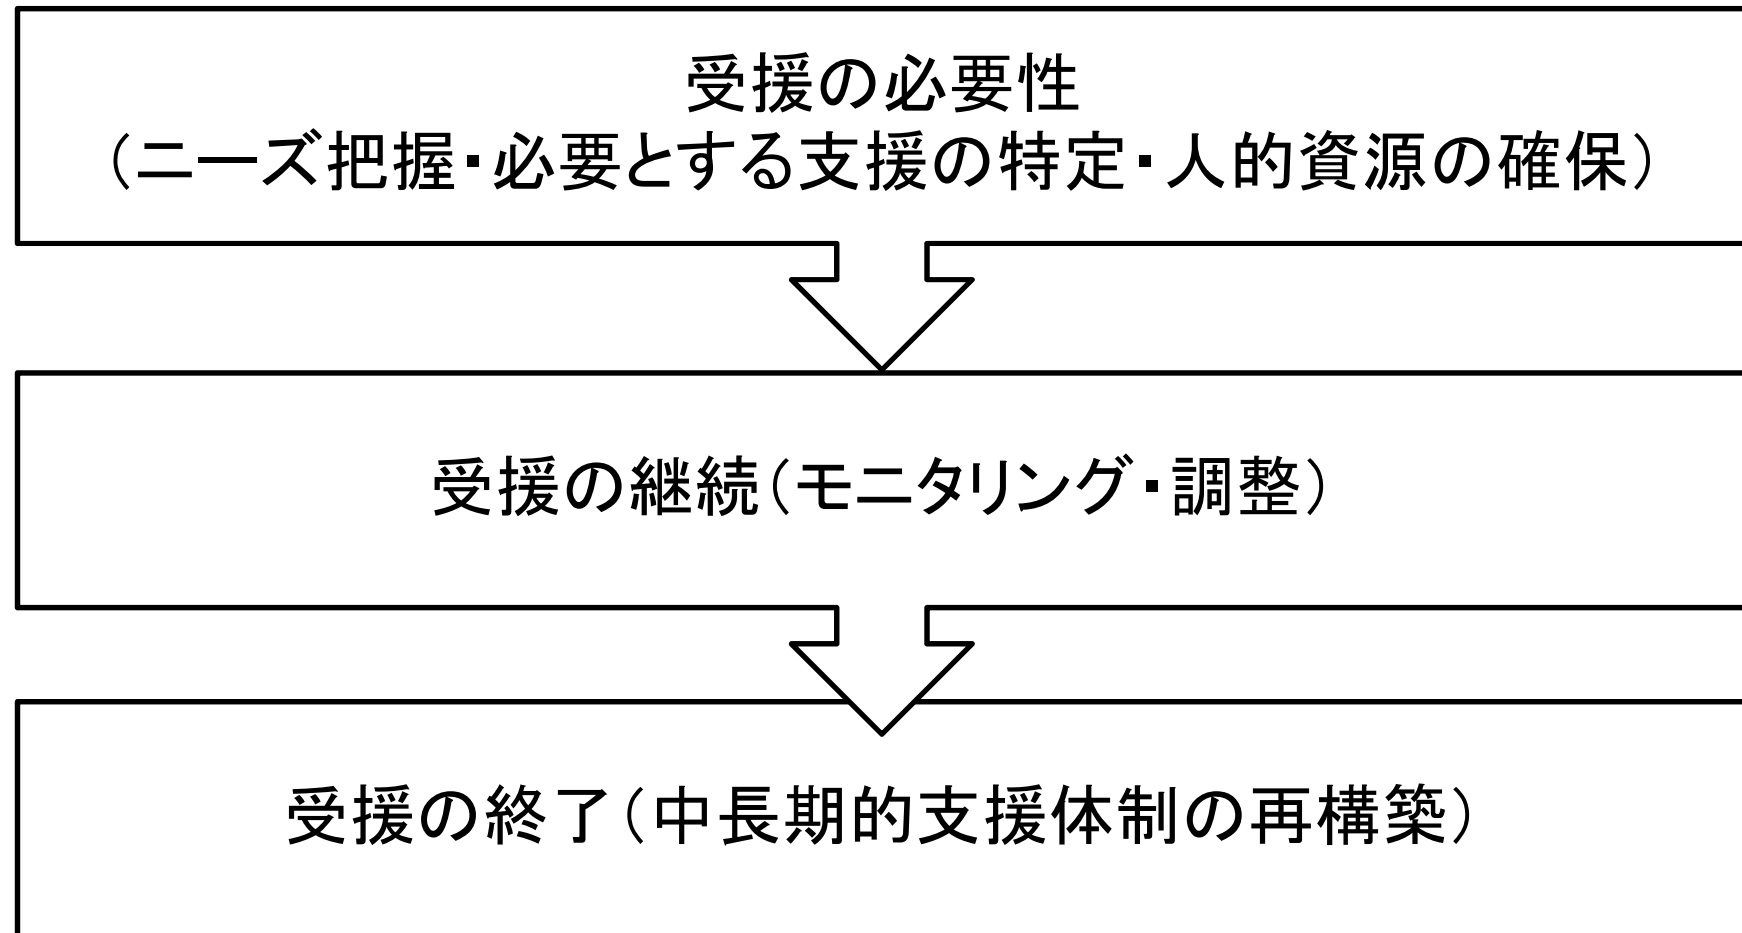 受援の必要性
（ニーズ把握・必要とする支援の特定・人的資源の確保）
受援の継続（モニタリング・調整）
受援の終了（中長期的支援体制の再構築）